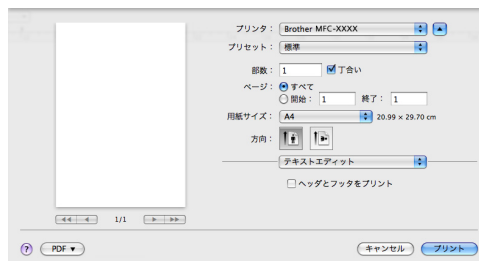 プリンタ： Brother MFC-XXXX
プリセット： 標準
部数： 1 丁合い
ページ： すべて
開始： 1 終了： 1
用紙サイズ： A4 20.99 × 29.70 cm
方向：
テキストエディット
ヘッダとフッタをプリント
1/1
? PDF ▼ キャンセル プリント